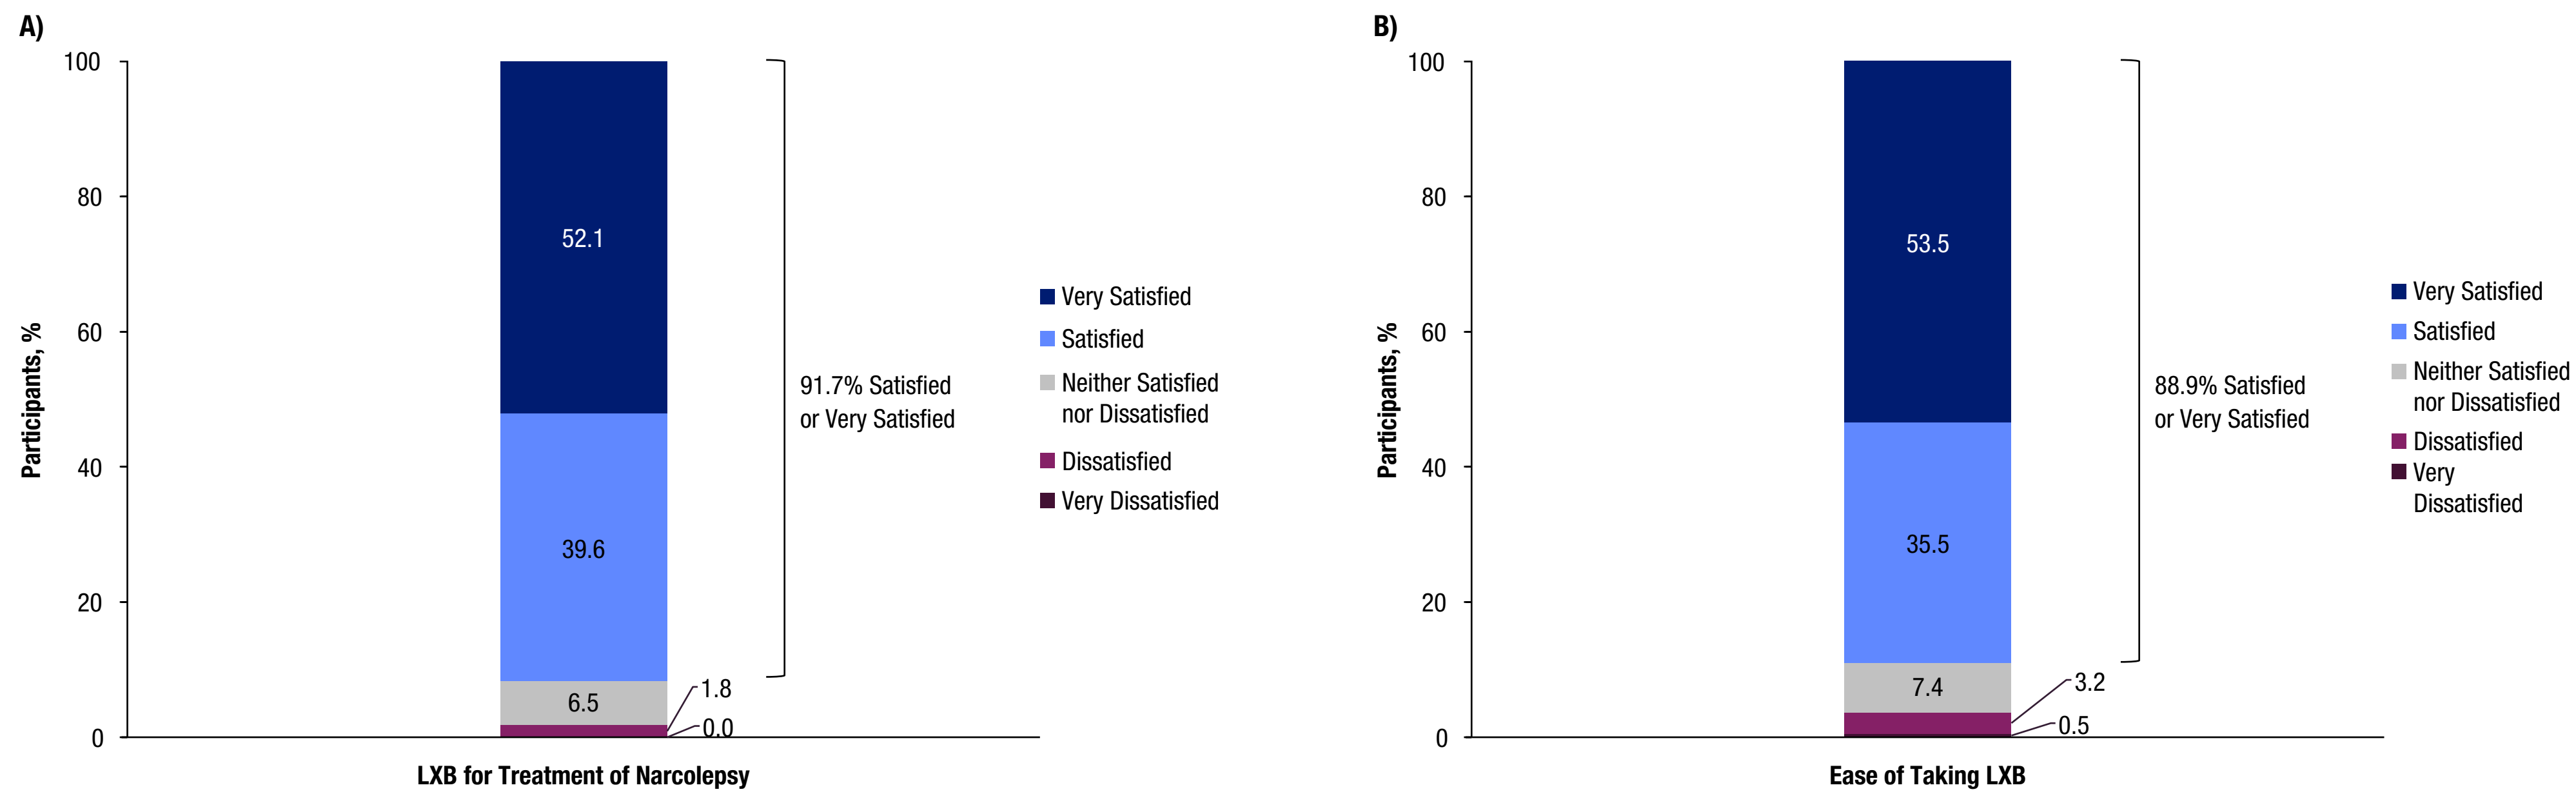 A)
100
80
60
40
20
0
Participants, %
52.1
39.6
6.5
1.8
0.0
91.7% Satisfied
or Very Satisfied
Very Satisfied
Satisfied
Neither Satisfied
nor Dissatisfied
Dissatisfied
Very Dissatisfied
LXB for Treatment of Narcolepsy
B)
100
80
60
40
20
0
Participants, %
53.5
35.5
7.4
3.2
0.5
88.9% Satisfied
or Very Satisfied
Very Satisfied
Satisfied
Neither Satisfied
nor Dissatisfied
Dissatisfied
Very
Dissatisfied
Ease of Taking LXB